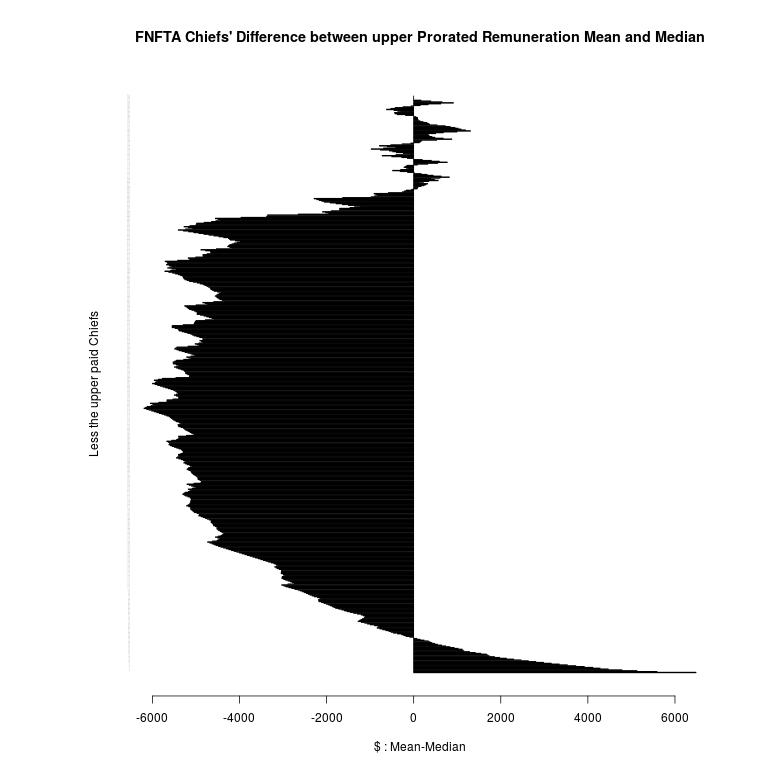 FNFTA Chiefs' Difference between upper Prorated Remuneration Mean and Median
Less the upper paid Chiefs
-6000 -4000 -2000 0 2000 4000 6000
$ : Mean-Median